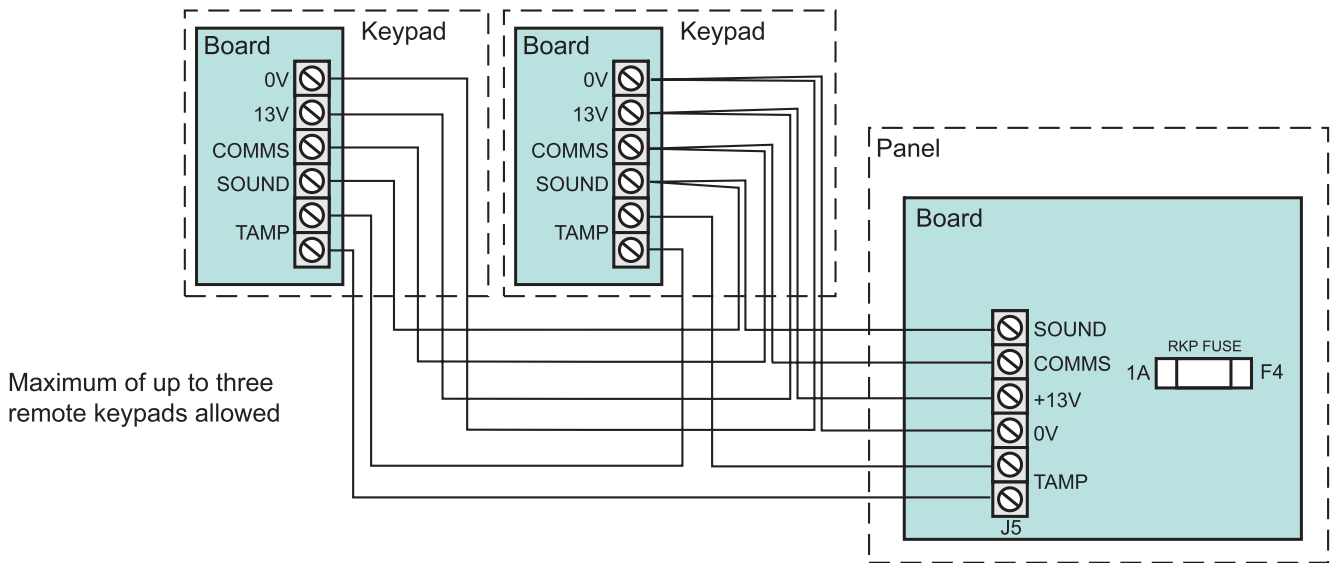 Keypad
Board
0V
13V
COMMS
SOUND
TAMP
Keypad
Board
0V
13V
COMMS
SOUND
TAMP
Panel
Board
SOUND
COMMS
+13V
0V
TAMP
J5
RKP FUSE
1A
F4
Maximum of up to three
remote keypads allowed